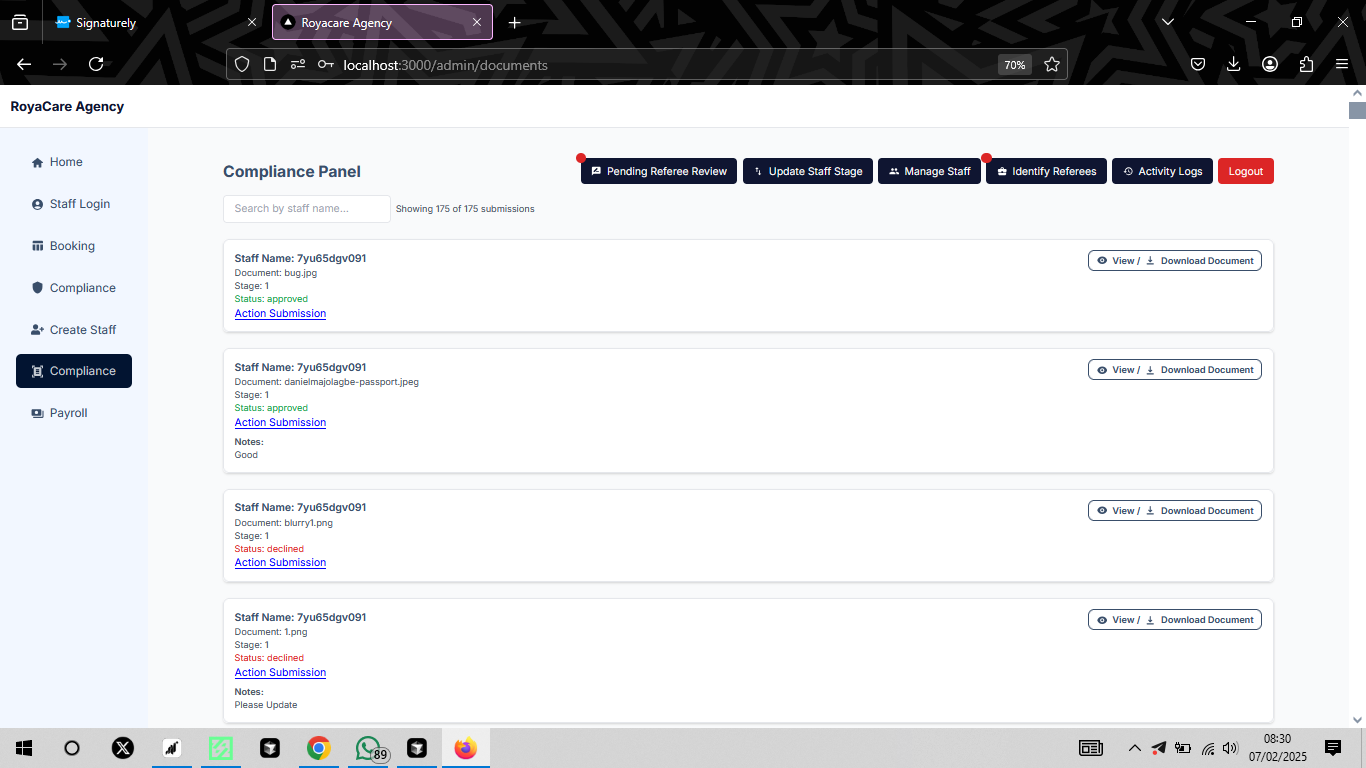 Signaturely
Royacare Agency
localhost:3000/admin/documents
70%
RoyaCare Agency
Home
Staff Login
Booking
Compliance
Create Staff
Compliance
Payroll
Compliance Panel
Pending Referee Review
Update Staff Stage
Manage Staff
Identify Referees
Activity Logs
Logout
Search by staff name...
Showing 175 of 175 submissions
Staff Name: 7yu65dgv091
View / Download Document
Document: bug.jpg
Stage: 1
Status: approved
Action Submission
Staff Name: 7yu65dgv091
View / Download Document
Document: danielmajolagbe-passport.jpeg
Stage: 1
Status: approved
Action Submission
Notes:
Good
Staff Name: 7yu65dgv091
View / Download Document
Document: blurry1.png
Stage: 1
Status: declined
Action Submission
Staff Name: 7yu65dgv091
View / Download Document
Document: 1.png
Stage: 1
Status: declined
Action Submission
Notes:
Please Update
89
08:30
07/02/2025